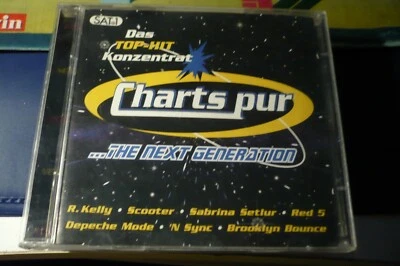 SAT.1
Das
TOP-HIT
Konzentrat
Charts pur
...THE NEXT GENERATION
R. Kelly · Scooter · Sabrina Setlur · Red 5
Depeche Mode · 'N Sync · Brooklyn Bounce